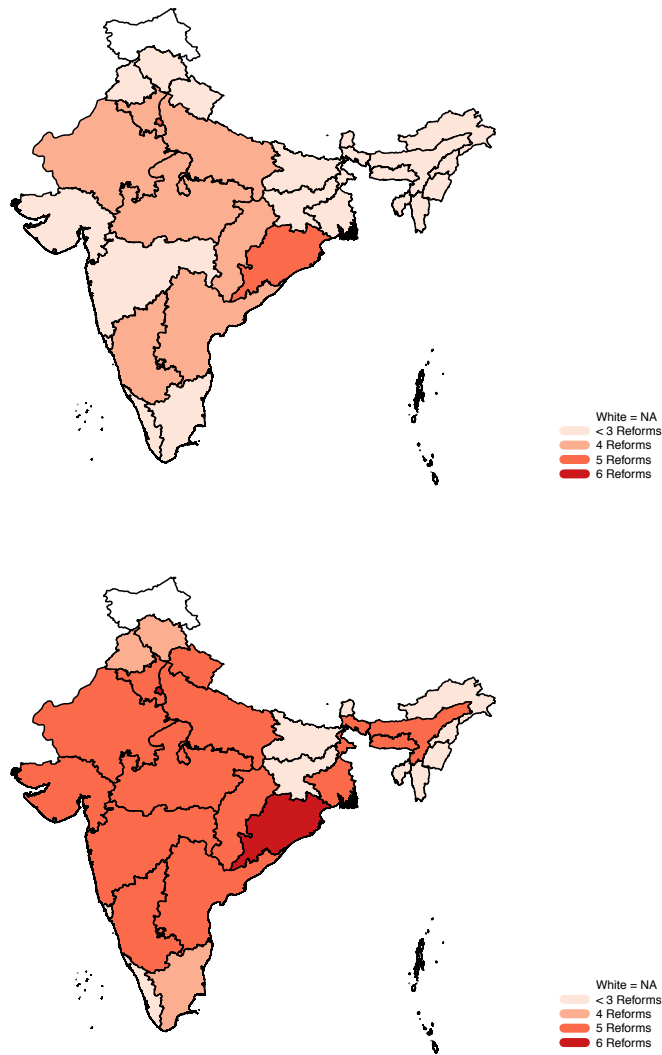 White = NA
< 3 Reforms
4 Reforms
5 Reforms
6 Reforms
White = NA
< 3 Reforms
4 Reforms
5 Reforms
6 Reforms